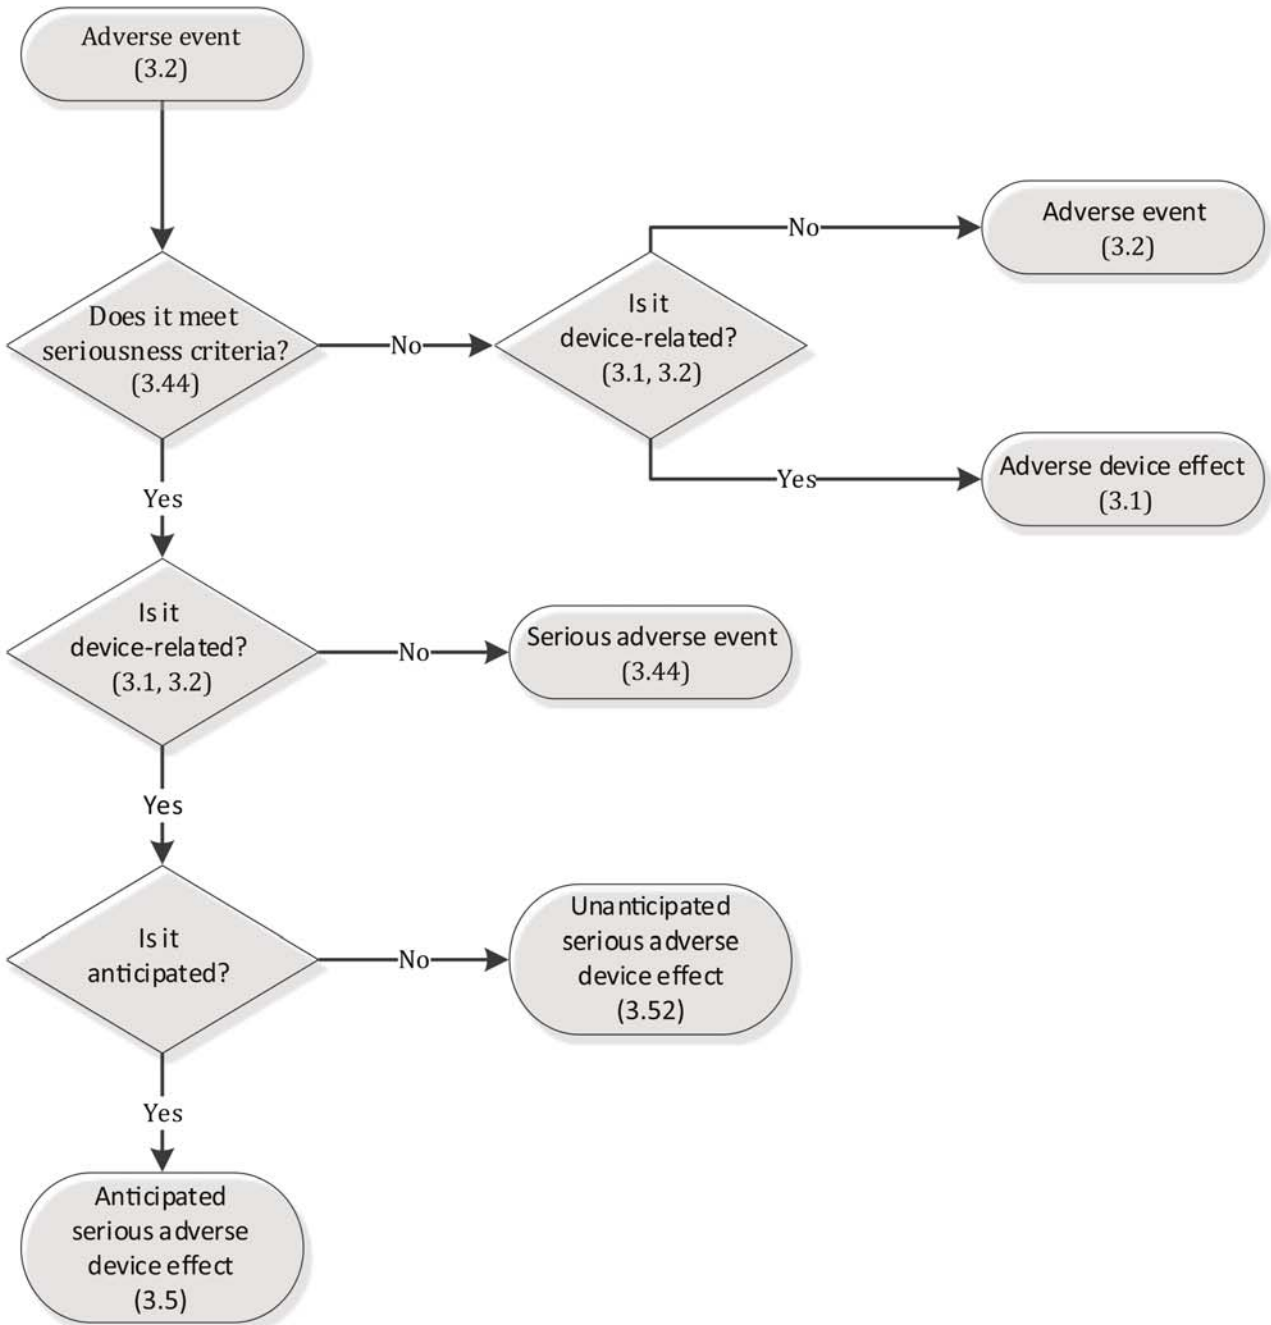 Adverse event
(3.2)
No
Adverse event
(3.2)
Does it meet
seriousness criteria?
(3.44)
No
Is it
device-related?
(3.1, 3.2)
Yes
Adverse device effect
(3.1)
Yes
Is it
device-related?
(3.1, 3.2)
No
Serious adverse event
(3.44)
Yes
Is it
anticipated?
No
Unanticipated
serious adverse
device effect
(3.52)
Yes
Anticipated
serious adverse
device effect
(3.5)